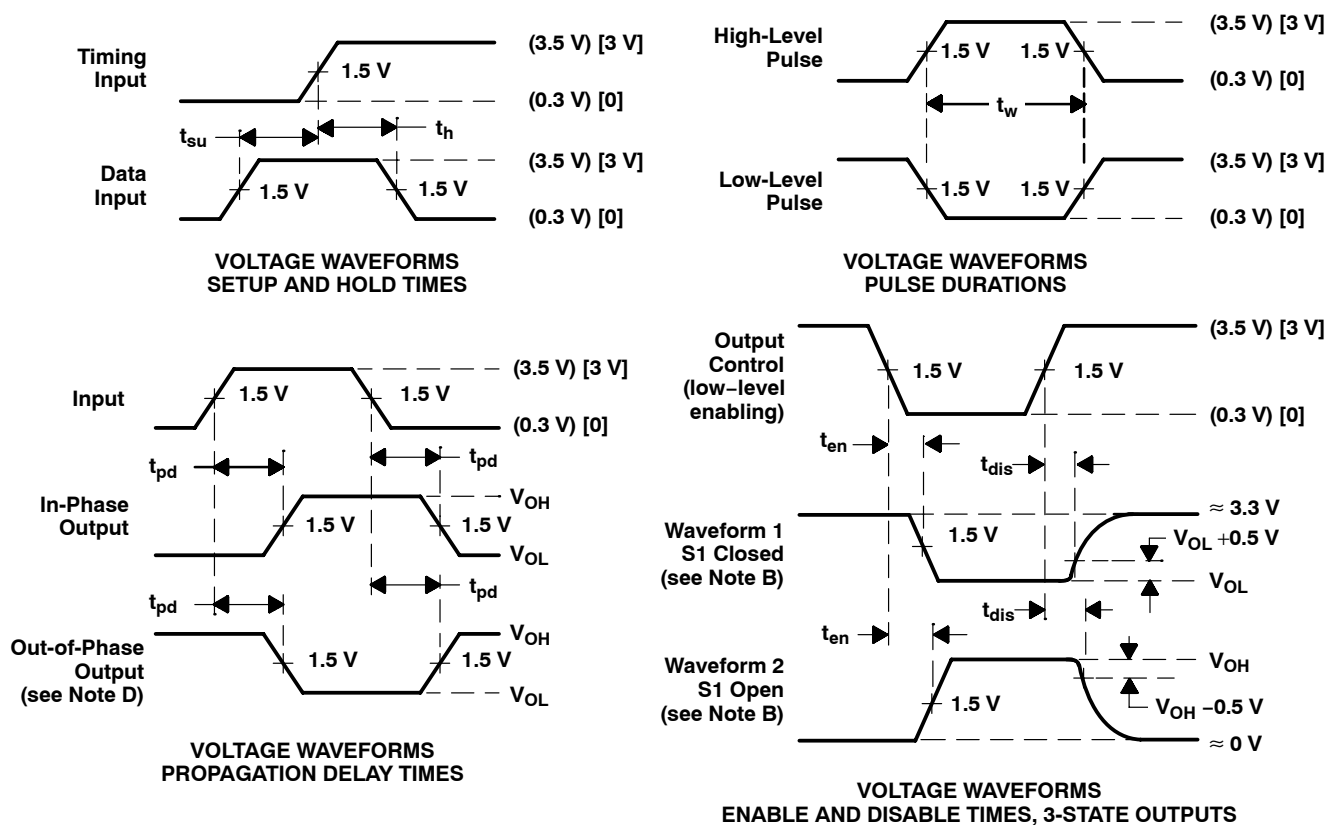 Timing
Input
1.5 V
(3.5 V) [3 V]
(0.3 V) [0]
tsu
th
Data
Input
1.5 V
1.5 V
(3.5 V) [3 V]
(0.3 V) [0]
VOLTAGE WAVEFORMS
SETUP AND HOLD TIMES
High-Level
Pulse
1.5 V
1.5 V
(3.5 V) [3 V]
(0.3 V) [0]
tw
Low-Level
Pulse
1.5 V
1.5 V
(3.5 V) [3 V]
(0.3 V) [0]
VOLTAGE WAVEFORMS
PULSE DURATIONS
Input
1.5 V
1.5 V
(3.5 V) [3 V]
(0.3 V) [0]
tpd
tpd
In-Phase
Output
1.5 V
1.5 V
VOH
VOL
tpd
tpd
Out-of-Phase
Output
(see Note D)
1.5 V
1.5 V
VOH
VOL
VOLTAGE WAVEFORMS
PROPAGATION DELAY TIMES
Output
Control
(low−level
enabling)
1.5 V
1.5 V
(3.5 V) [3 V]
(0.3 V) [0]
ten
tdis
Waveform 1
S1 Closed
(see Note B)
1.5 V
≈ 3.3 V
VOL +0.5 V
VOL
ten
tdis
Waveform 2
S1 Open
(see Note B)
1.5 V
VOH
VOH −0.5 V
≈ 0 V
VOLTAGE WAVEFORMS
ENABLE AND DISABLE TIMES, 3-STATE OUTPUTS